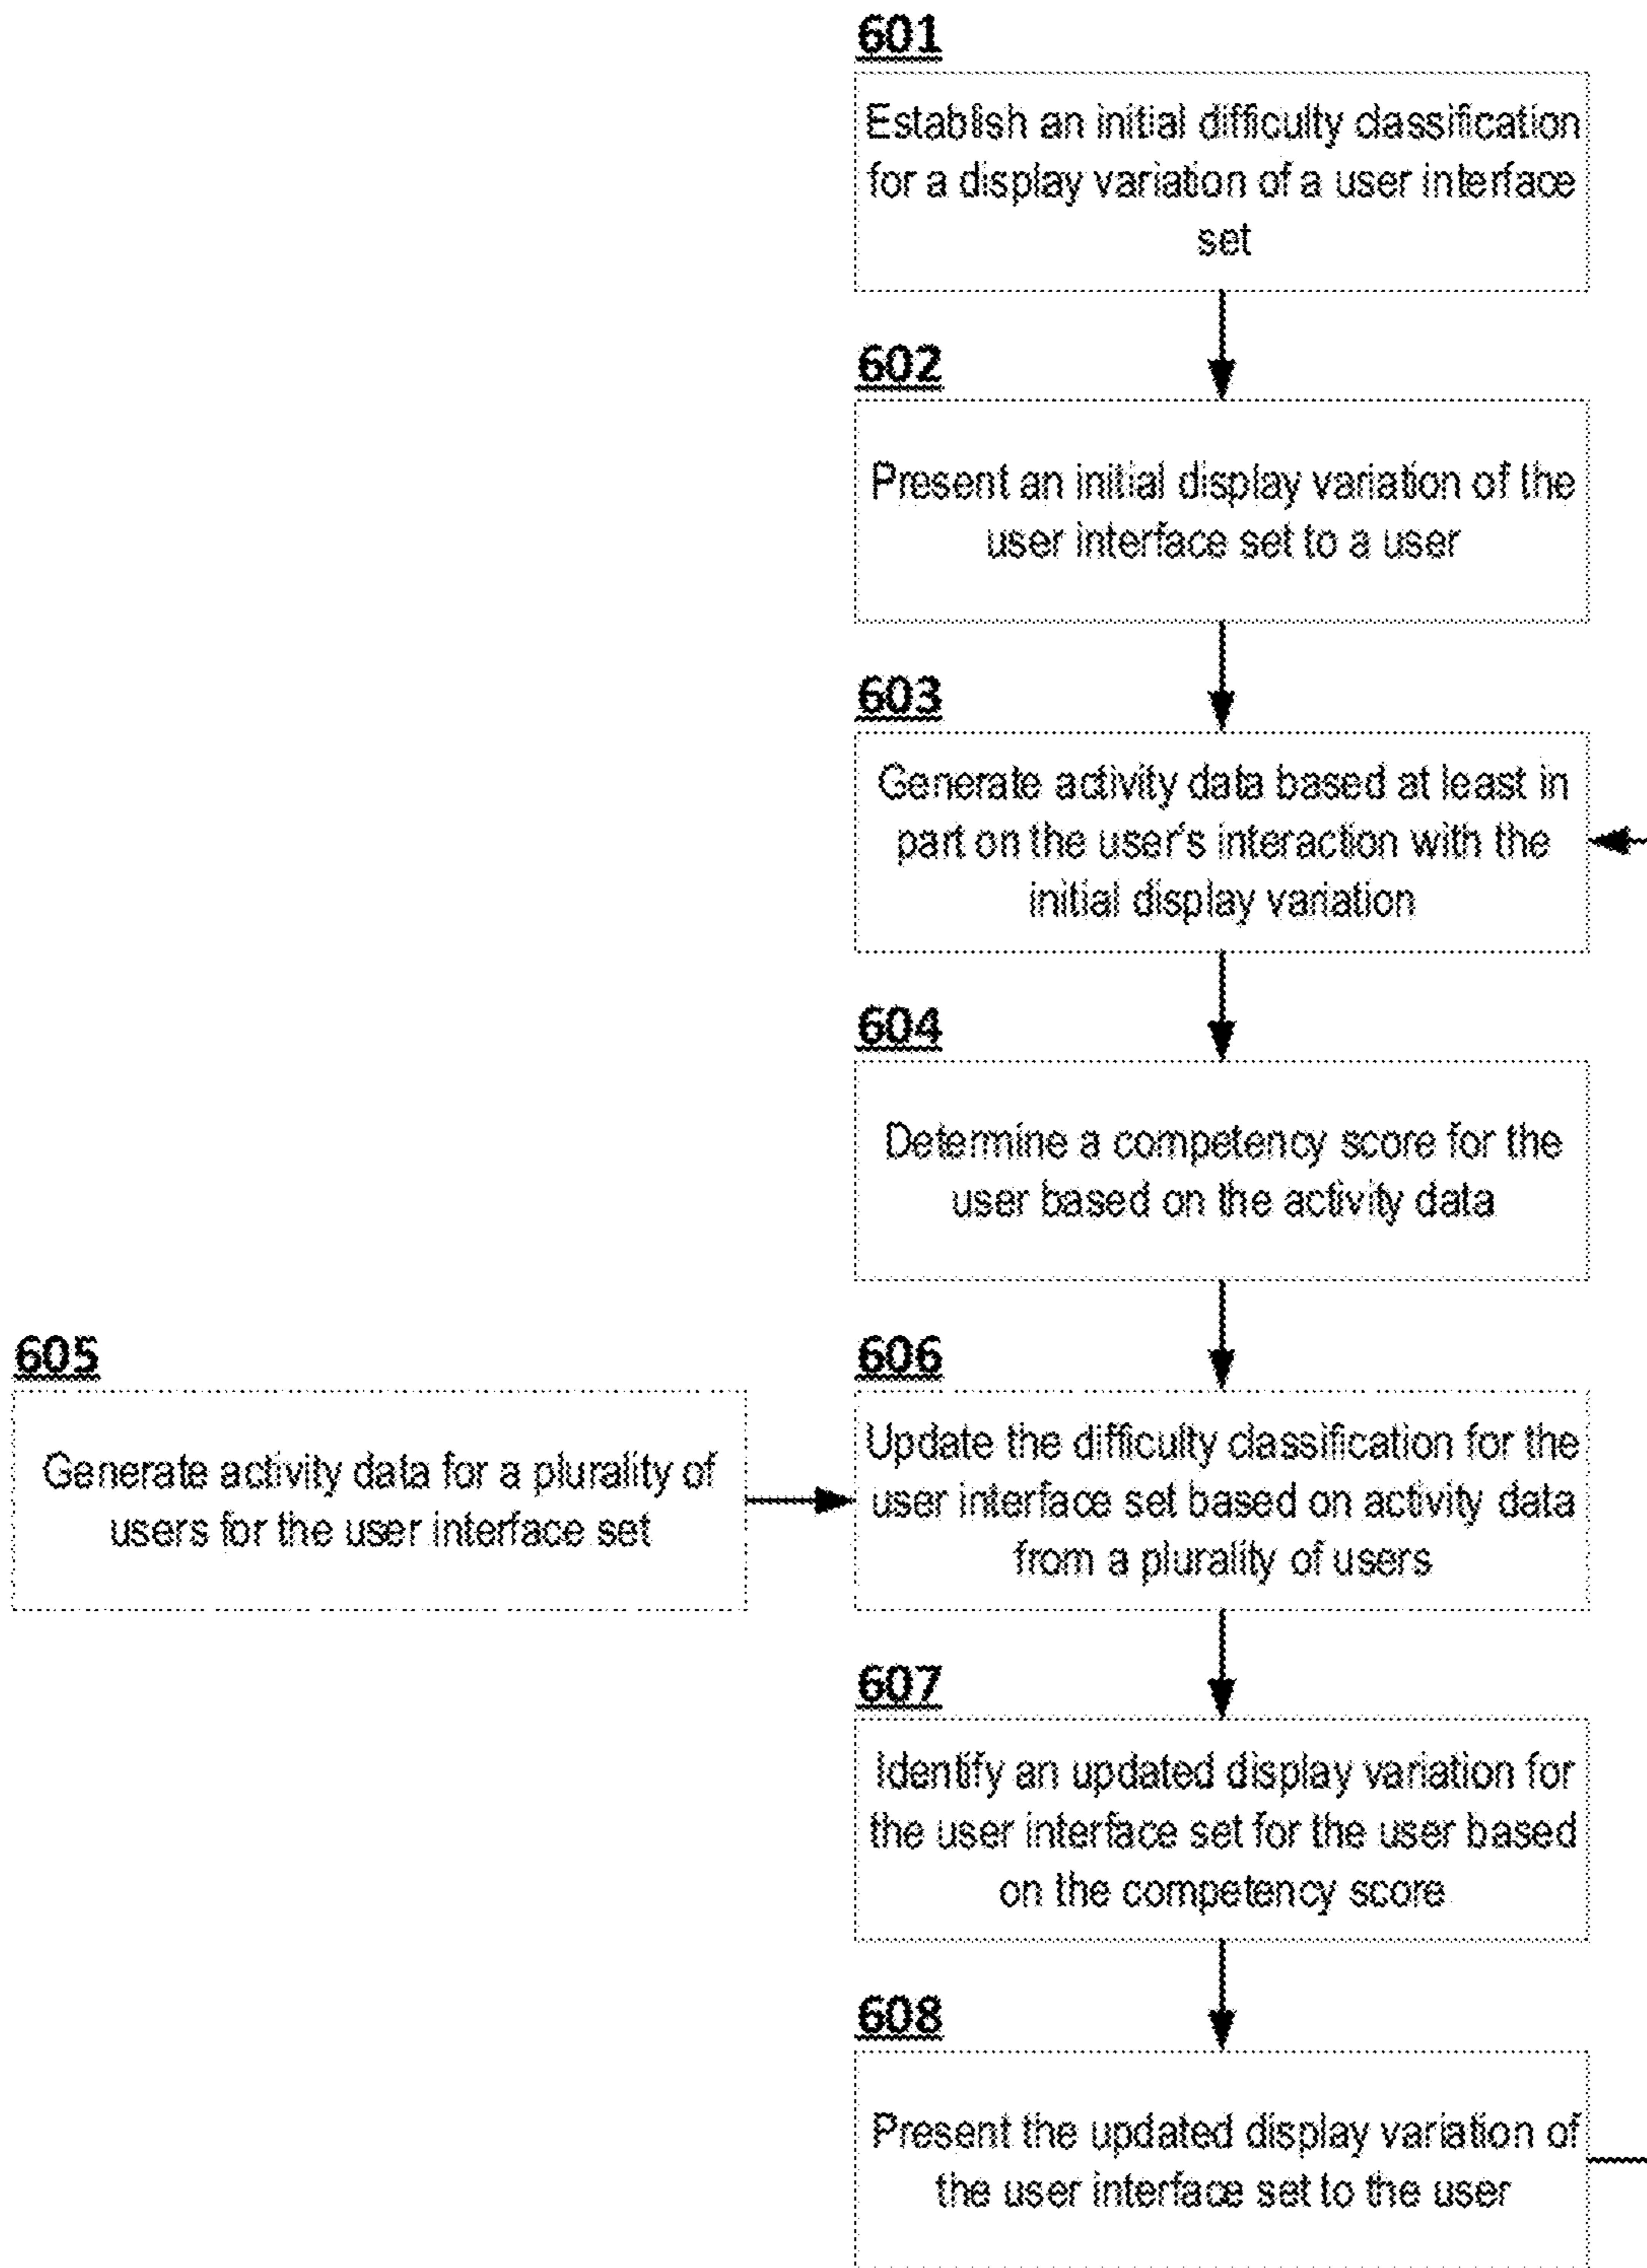 601
Establish an initial difficulty classification
for a display variation of a user interface
set
602
Present an initial display variation of the
user interface set to a user
603
Generate activity data based at least in
part on the user's interaction with the
initial display variation
604
Determine a competency score for the
user based on the activity data
605
Generate activity data for a plurality of
users for the user interface set
606
Update the difficulty classification for the
user interface set based on activity data
from a plurality of users
607
Identify an updated display variation for
the user interface set for the user based
on the competency score
608
Present the updated display variation of
the user interface set to the user